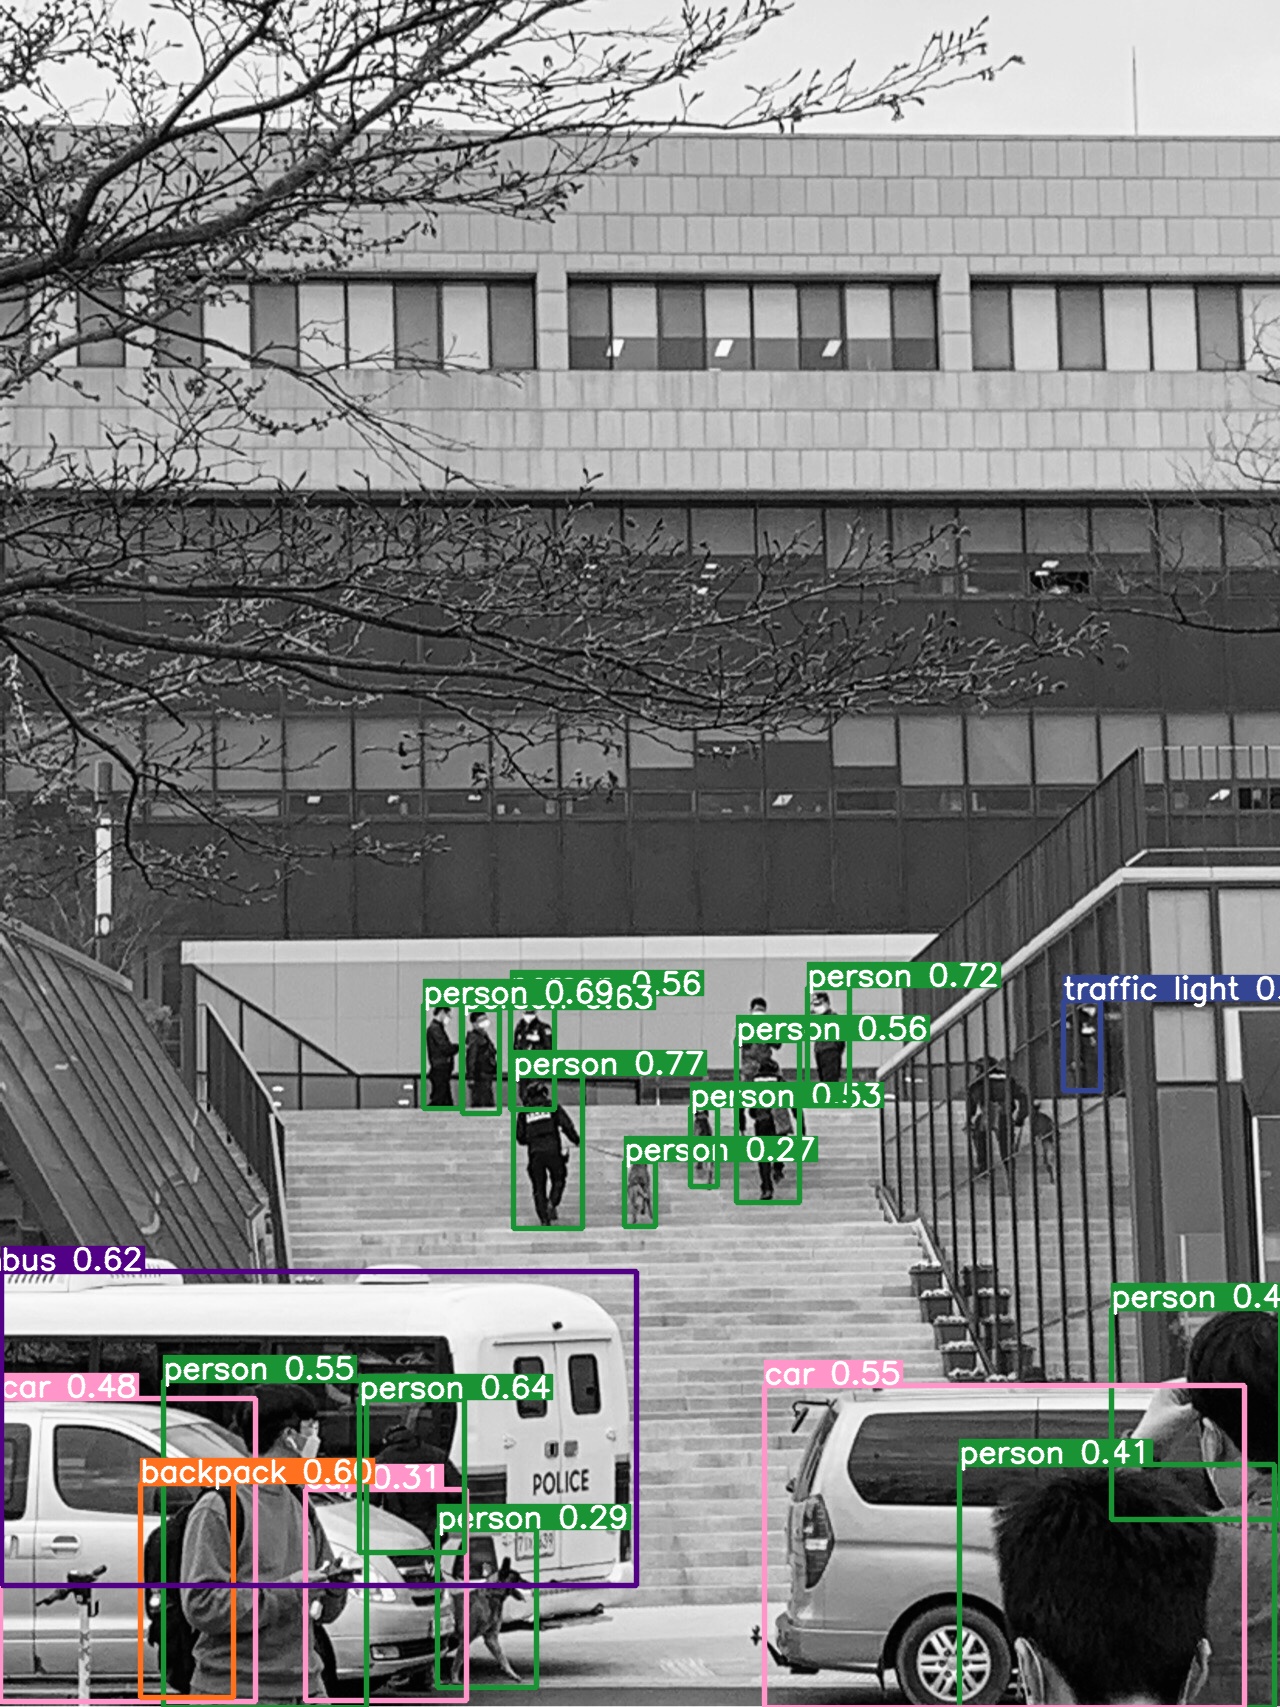 person 0.72
traffic light 0.
person 0.69
.56
.63
person 0.56
person 0.77
person 0.53
person 0.27
bus 0.62
person 0.4
person 0.55
person 0.64
car 0.48
car 0.55
person 0.41
backpack 0.60
car 0.31
POLICE
person 0.29